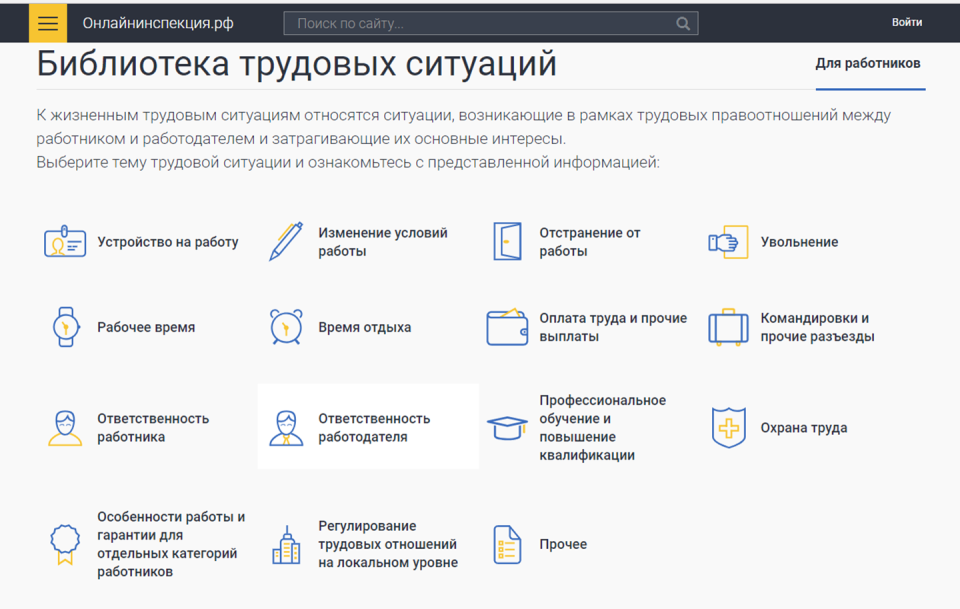 Онлайнинспекция.рф
Поиск по сайту...
Войти
Библиотека трудовых ситуаций
Для работников
К жизненным трудовым ситуациям относятся ситуации, возникающие в рамках трудовых правоотношений между
работником и работодателем и затрагивающие их основные интересы.
Выберите тему трудовой ситуации и ознакомьтесь с представленной информацией:
Устройство на работу
Изменение условий
работы
Отстранение от
работы
Увольнение
Рабочее время
Время отдыха
Оплата труда и прочие
выплаты
Командировки и
прочие разъезды
Ответственность
работника
Ответственность
работодателя
Профессиональное
обучение и
повышение
квалификации
Охрана труда
Особенности работы и
гарантии для
отдельных категорий
работников
Регулирование
трудовых отношений
на локальном уровне
Прочее